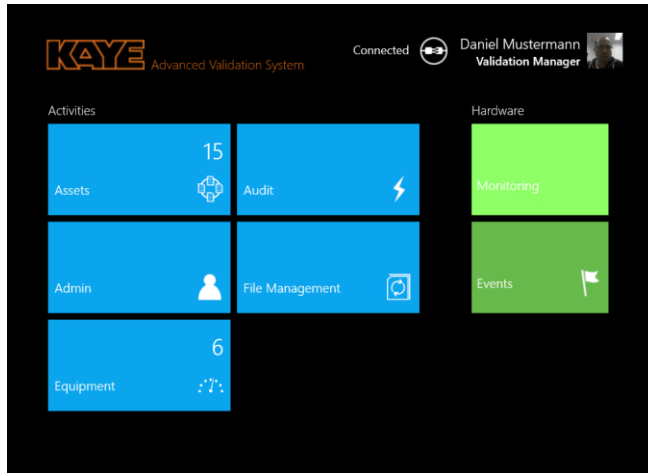 KAYE Advanced Validation System
Connected
Daniel Mustermann
Validation Manager
Activities
Hardware
15
Assets
Audit
Monitoring
Admin
File Management
Events
6
Equipment